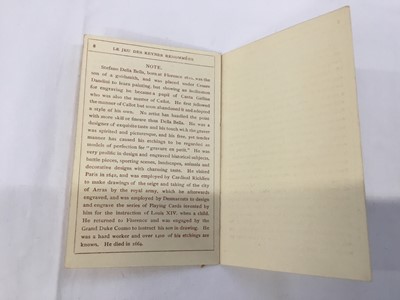 6 LE JEU DES REYNES RENOMMÉES
NOTE.
Stefano Della Bella, born at Florence 1610, was the
son of a goldsmith, and was placed under Cesare
Dandini to learn painting, but showing an inclination
for engraving he became a pupil of Canta Gallina
who was also the master of Callot. He first followed
the manner of Callot but soon abandoned it and adopted
a style of his own. No artist has handled the point
with more skill or finesse than Della Bella. He was a
designer of exquisite taste and his touch with the graver
was spirited and picturesque, and his free, yet tender
manner has caused his etchings to be regarded as
models of perfection for "gravure en petit." He was
very prolific in design and engraved historical subjects,
battle pieces, sporting scenes, landscapes, animals and
decorative designs with charming taste. He visited
Paris in 1642, and was employed by Cardinal Richlieu
to make drawings of the seige and taking of the city
of Arras by the royal army, which he afterwards
engraved, and was employed by Desmarests to design
and engrave the series of Playing Cards invented by
him for the instruction of Louis XIV. when a child.
He returned to Florence and was engaged by the
Grand Duke Cosmo to instruct his son in drawing. He
was a hard worker and over 1,400 of his etchings are
known. He died in 1664.